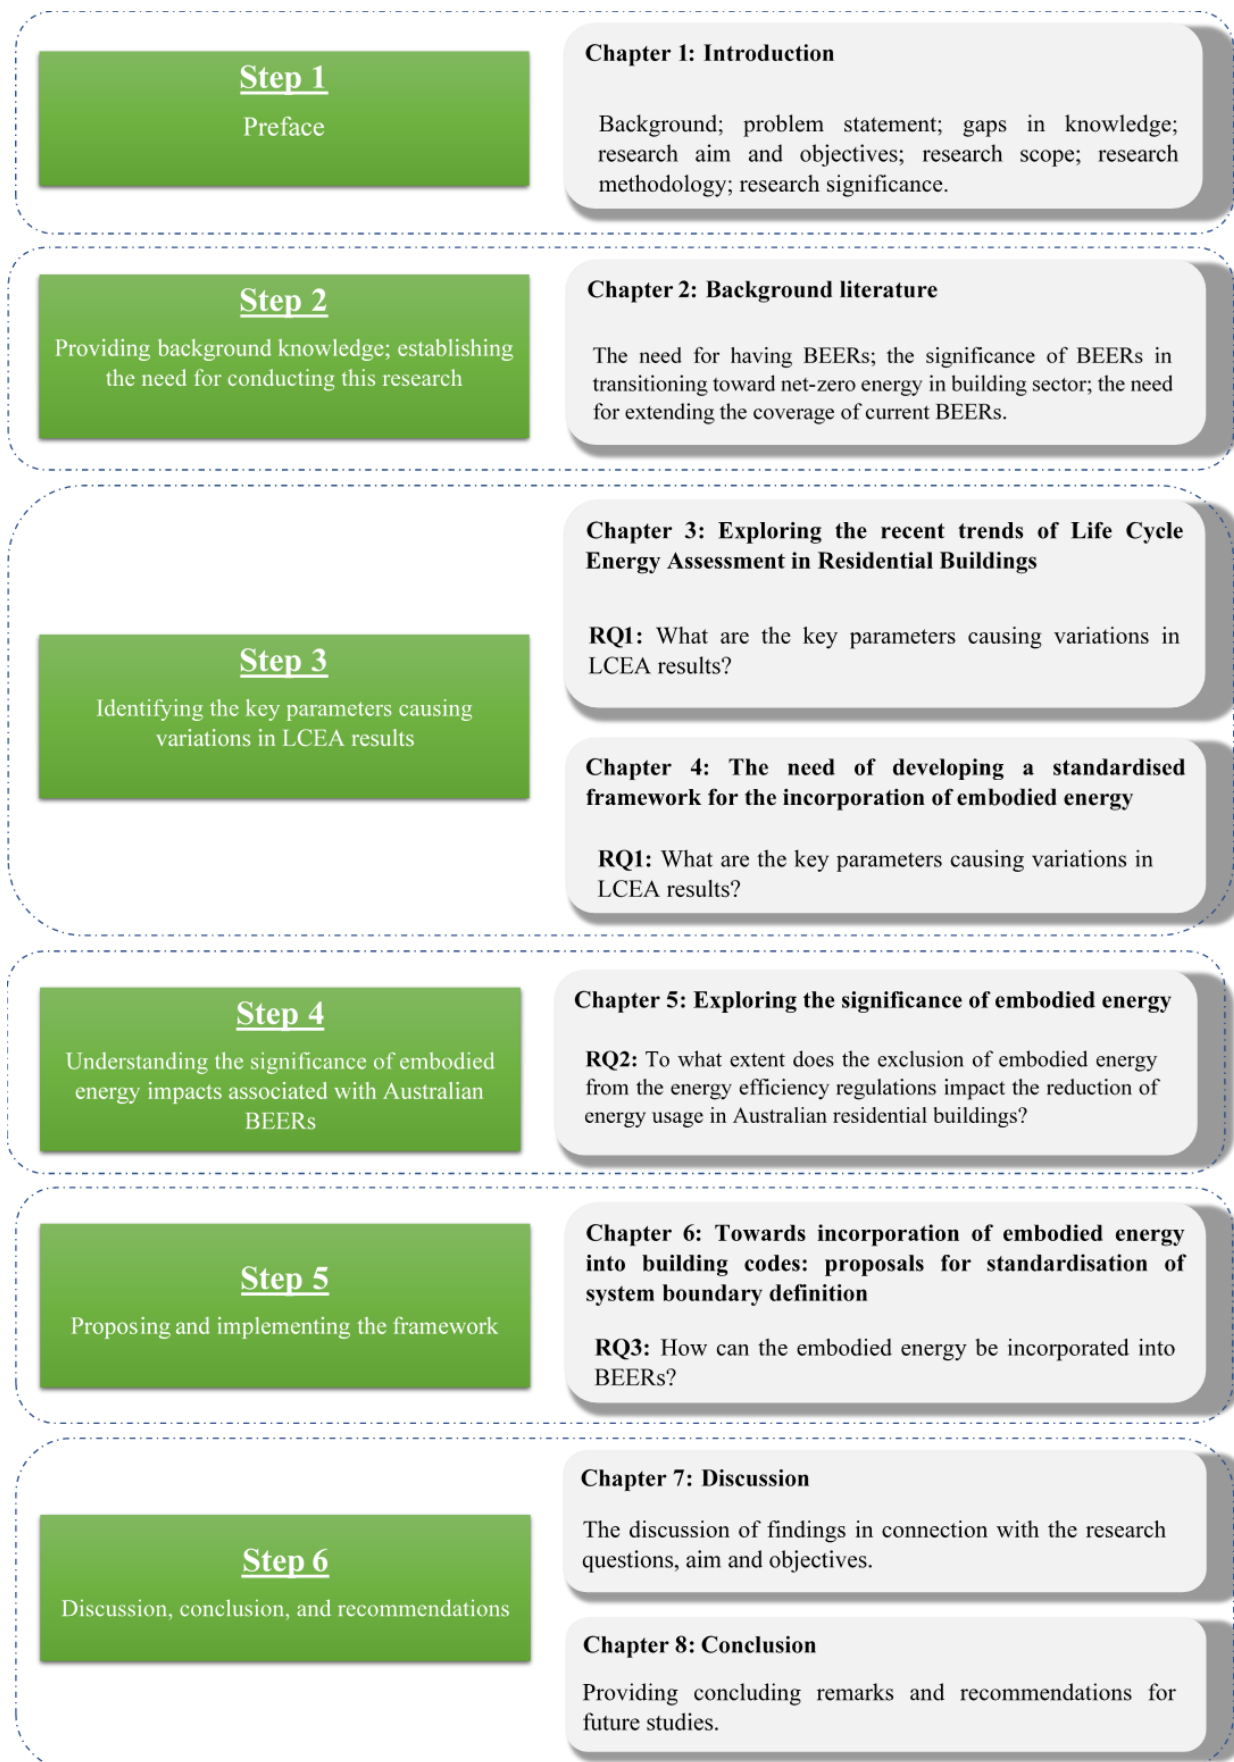 Step 1
Preface
Chapter 1: Introduction
Background; problem statement; gaps in knowledge;
research aim and objectives; research scope; research
methodology; research significance.
Step 2
Providing background knowledge; establishing
the need for conducting this research
Chapter 2: Background literature
The need for having BEERs; the significance of BEERs in
transitioning toward net-zero energy in building sector; the need
for extending the coverage of current BEERs.
Step 3
Identifying the key parameters causing
variations in LCEA results
Chapter 3: Exploring the recent trends of Life Cycle
Energy Assessment in Residential Buildings
RQ1: What are the key parameters causing variations in
LCEA results?
Chapter 4: The need of developing a standardised
framework for the incorporation of embodied energy
RQ1: What are the key parameters causing variations in
LCEA results?
Step 4
Understanding the significance of embodied
energy impacts associated with Australian
BEERs
Chapter 5: Exploring the significance of embodied energy
RQ2: To what extent does the exclusion of embodied energy
from the energy efficiency regulations impact the reduction of
energy usage in Australian residential buildings?
Step 5
Proposing and implementing the framework
Chapter 6: Towards incorporation of embodied energy
into building codes: proposals for standardisation of
system boundary definition
RQ3: How can the embodied energy be incorporated into
BEERs?
Step 6
Discussion, conclusion, and recommendations
Chapter 7: Discussion
The discussion of findings in connection with the research
questions, aim and objectives.
Chapter 8: Conclusion
Providing concluding remarks and recommendations for
future studies.